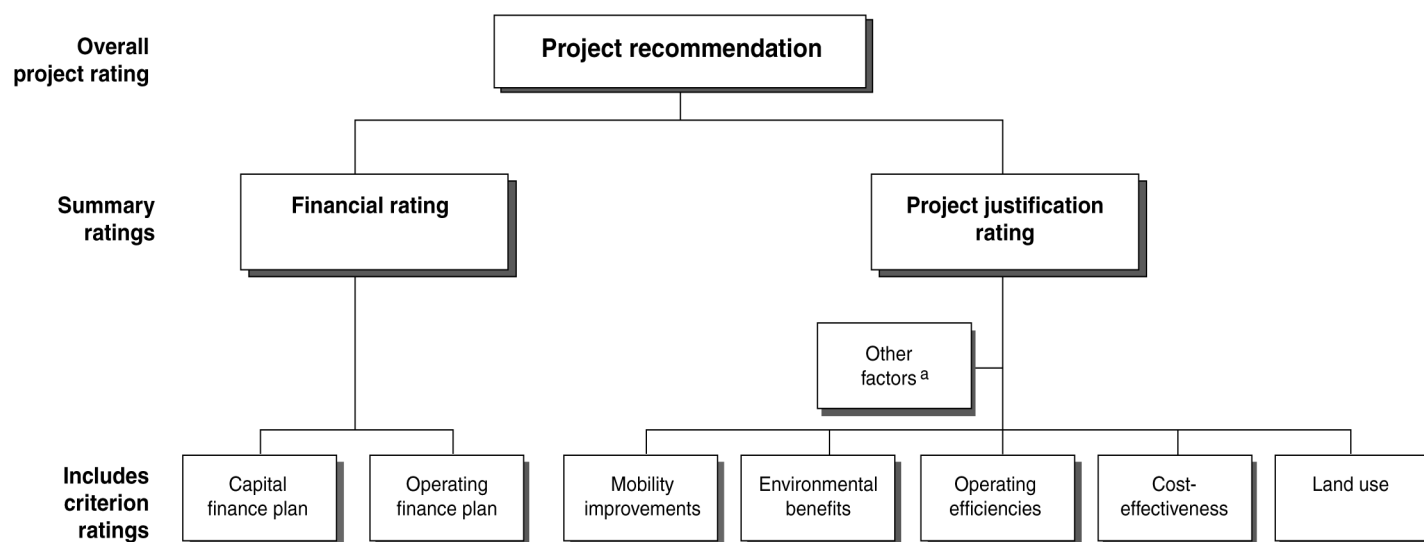 Overall
project rating
Project recommendation
Summary
ratings
Financial rating
Project justification
rating
Other
factors a
Includes
criterion
ratings
Capital
finance plan
Operating
finance plan
Mobility
improvements
Environmental
benefits
Operating
efficiencies
Cost-
effectiveness
Land use